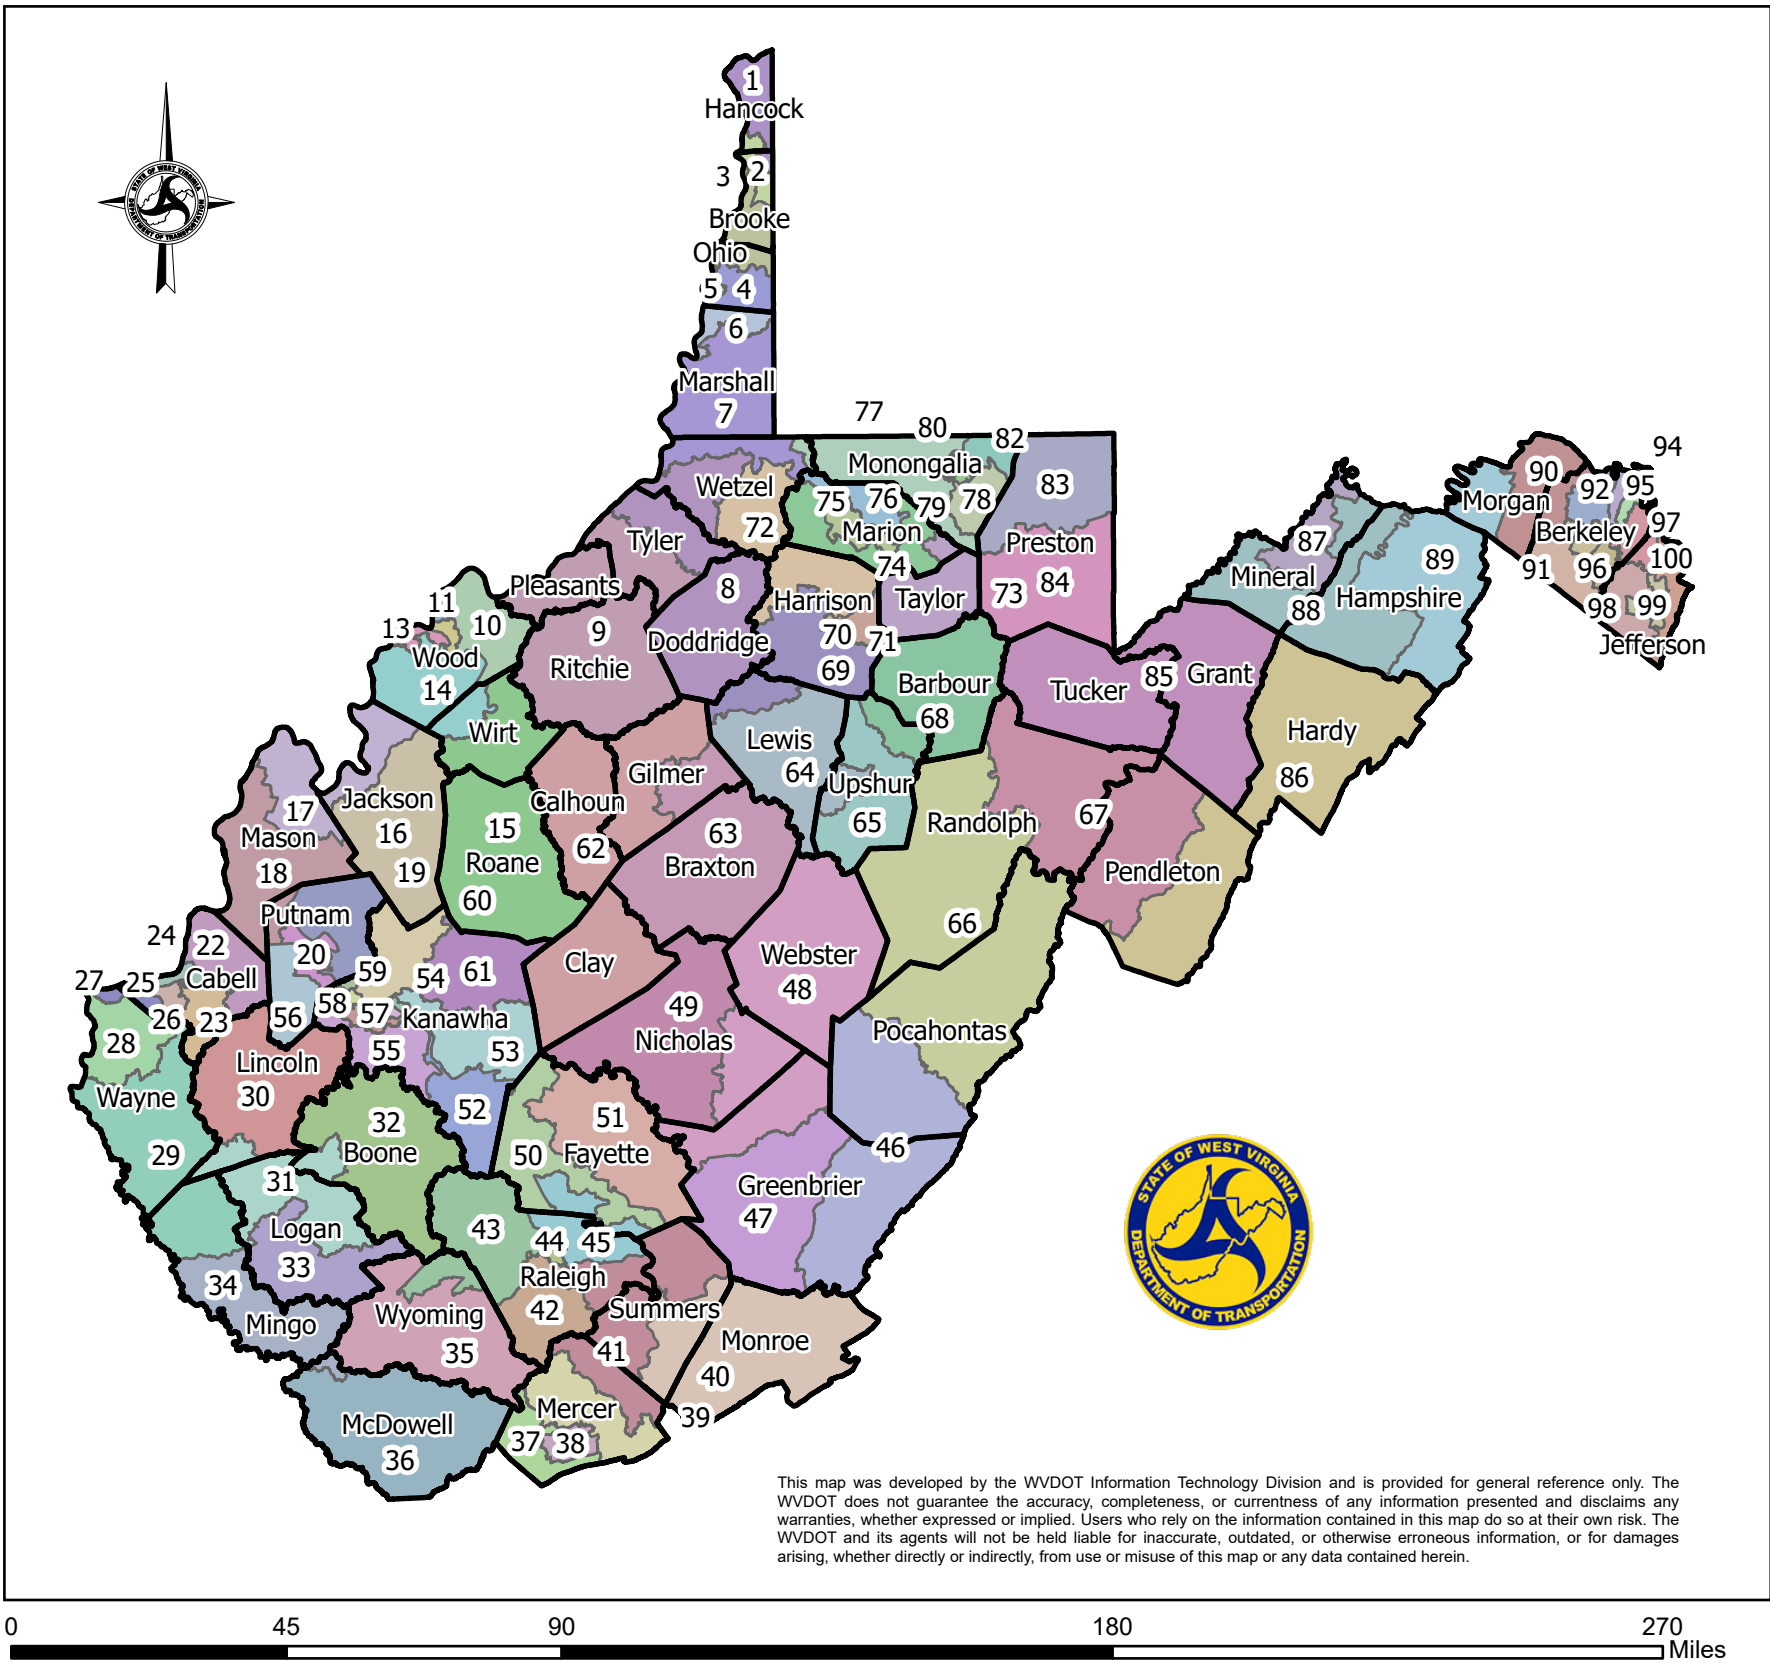 1
Hancock
3
2
Brooke
Ohio
5
4
6
Marshall
7
77
80
82
94
Monongalia
90
Wetzel
83
92
95
75
76
79
78
Morgan
72
Marion
97
Berkeley
Tyler
Preston
87
89
100
74
91
96
Pleasants
8
Harrison
Taylor
73
84
Mineral
88
Hampshire
98
99
11
10
13
9
70
71
Doddridge
Jefferson
Wood
Ritchie
69
14
Barbour
Tucker
85
Grant
68
Wirt
Lewis
Hardy
64
Gilmer
86
Upshur
Jackson
Calhoun
17
16
15
63
65
Randolph
67
Mason
62
Roane
Braxton
18
19
Pendleton
60
Putnam
66
24
22
20
Webster
Clay
59
54
61
27
25
Cabell
48
58
57
49
56
26
23
Kanawha
Pocahontas
28
55
53
Nicholas
Lincoln
30
Wayne
52
51
32
46
29
Boone
50
Fayette
31
Greenbrier
47
Logan
43
44
45
33
34
Raleigh
42
Summers
Mingo
Wyoming
35
41
Monroe
40
McDowell
Mercer
39
37
38
36
STATE OF WEST VIRGINIA
DEPARTMENT OF TRANSPORTATION
STATE OF WEST VIRGINIA
DEPARTMENT OF TRANSPORTATION
This map was developed by the WVDOT Information Technology Division and is provided for general reference only. The
WVDOT does not guarantee the accuracy, completeness, or currentness of any information presented and disclaims any
warranties, whether expressed or implied. Users who rely on the information contained in this map do so at their own risk. The
WVDOT and its agents will not be held liable for inaccurate, outdated, or otherwise erroneous information, or for damages
arising, whether directly or indirectly, from use or misuse of this map or any data contained herein.
0 45 90 180 270
Miles